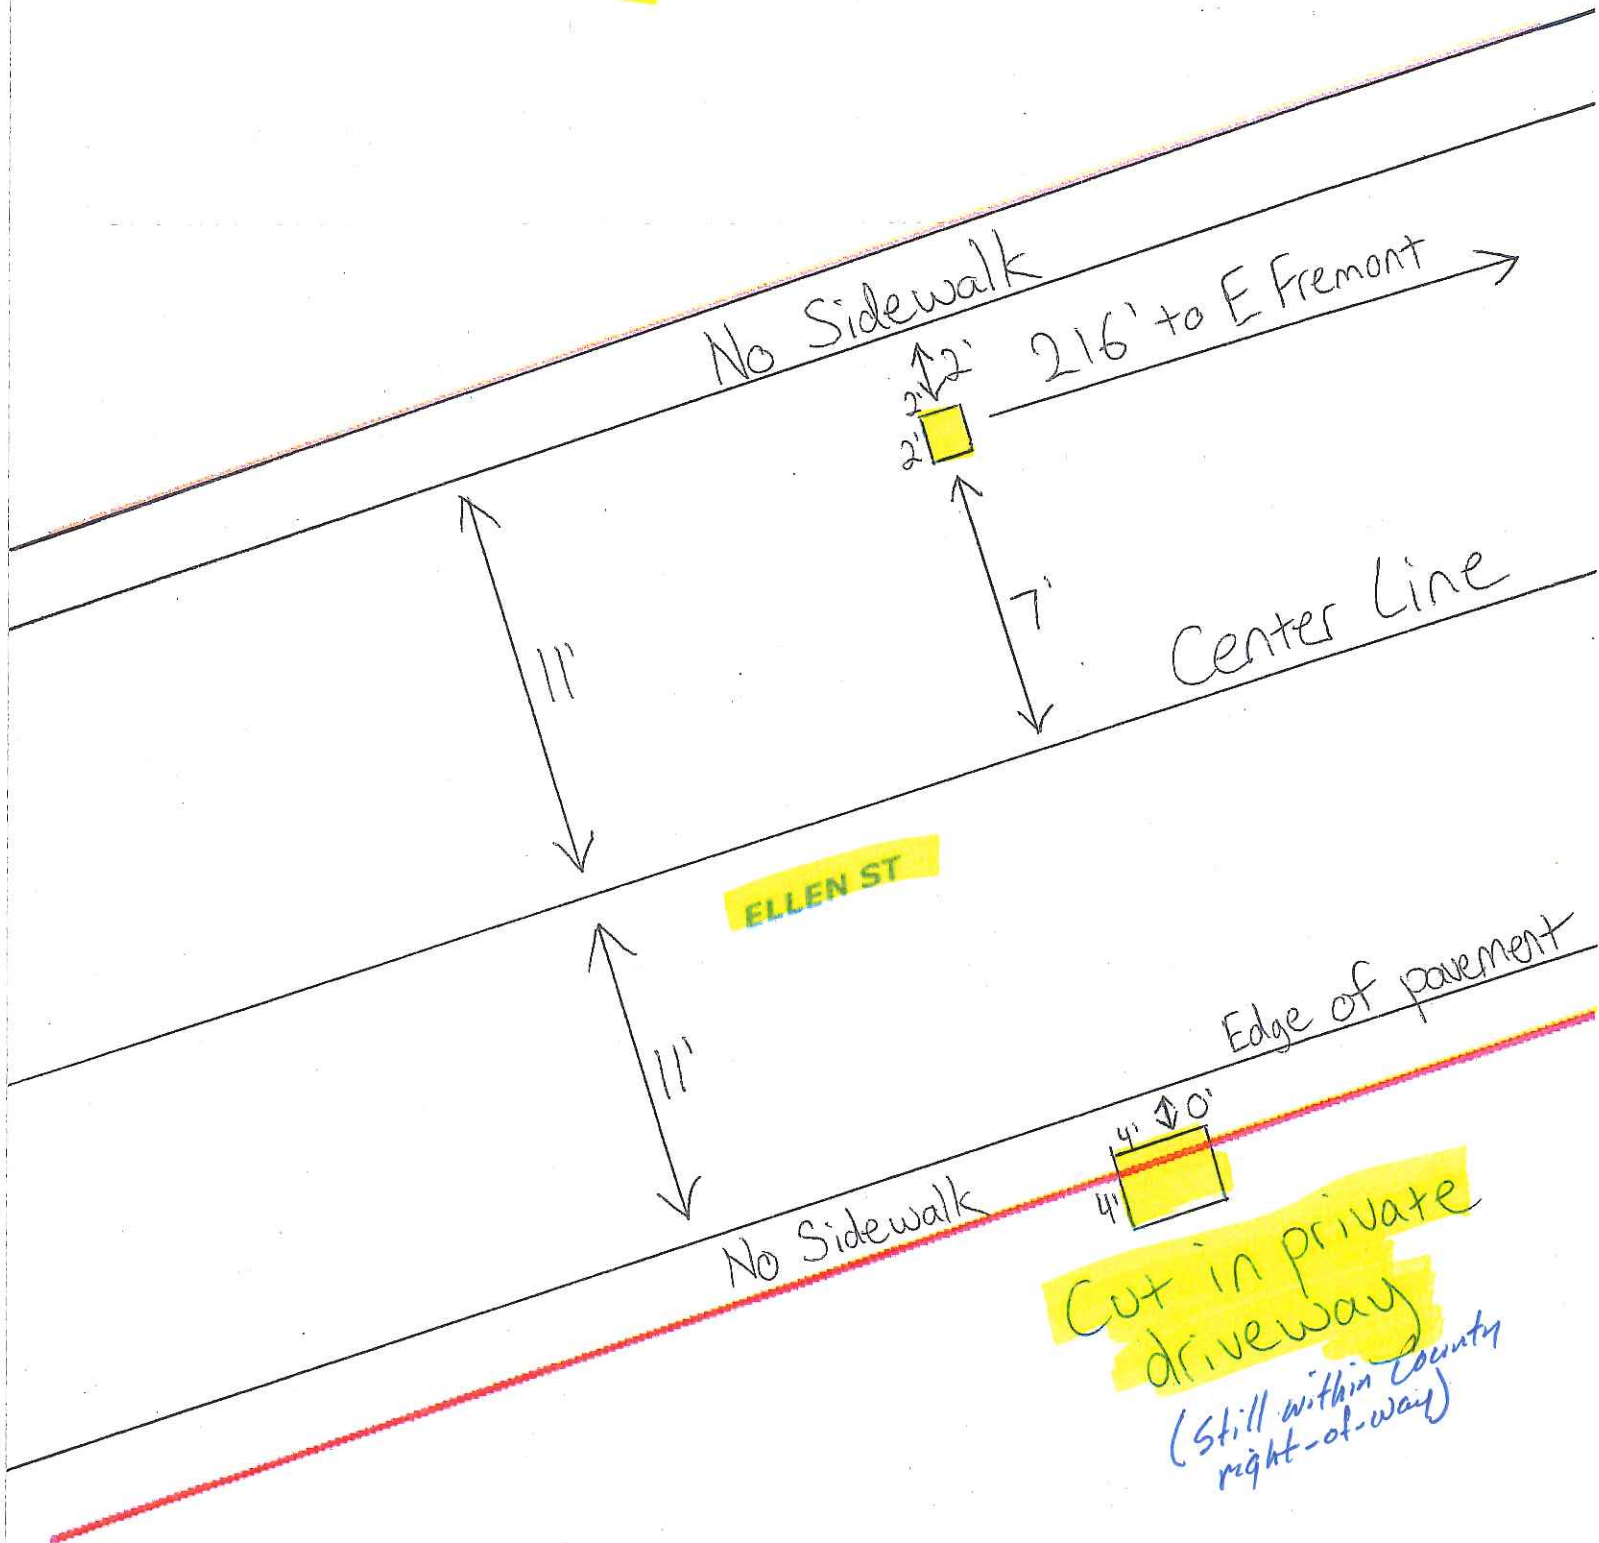 No Sidewalk
216' to E Fremont
2'
2'
2'
11'
7'
Center Line
ELLEN ST
11'
Edge of pavement
0'
4'
4'
No Sidewalk
Cut in private
driveway
(Still within County
right-of-way)